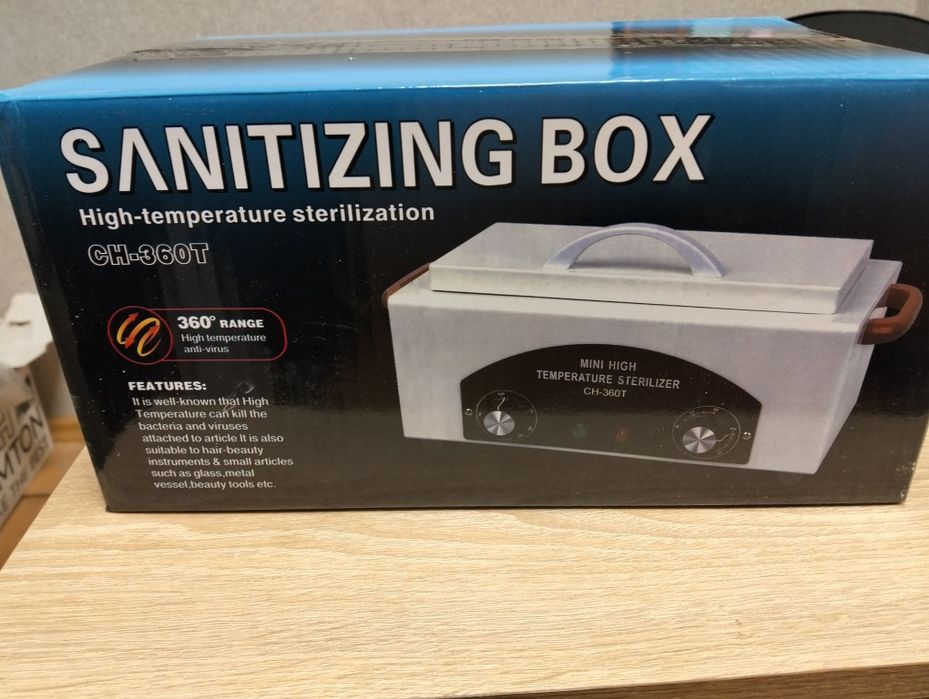 SANITIZING BOX
High-temperature sterilization
CH-360T
360° RANGE
High temperature
anti-virus
FEATURES:
It is well-known that High
Temperature can kill the
bacteria and viruses
attached to article It is also
suitable to hair-beauty
instruments & small articles
such as glass,metal
vessel,beauty tools etc.
MINI HIGH
TEMPERATURE STERILIZER
CH-360T